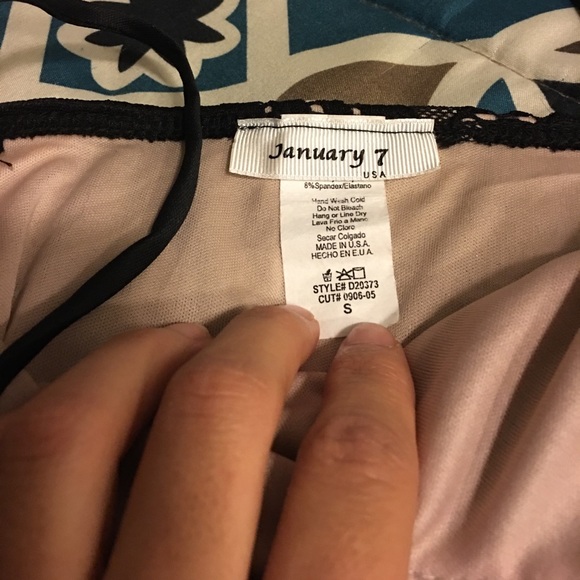 January 7
USA
8%Spandex/Elastano
Hand Wash Cold
Do Not Bleach
Hang or Line Dry
Lava Frio a Mano
No Cloro
Secar Colgado
MADE IN U.S.A.
HECHO EN E.U.A.
STYLE# D20373
CUT# 0906-05
S